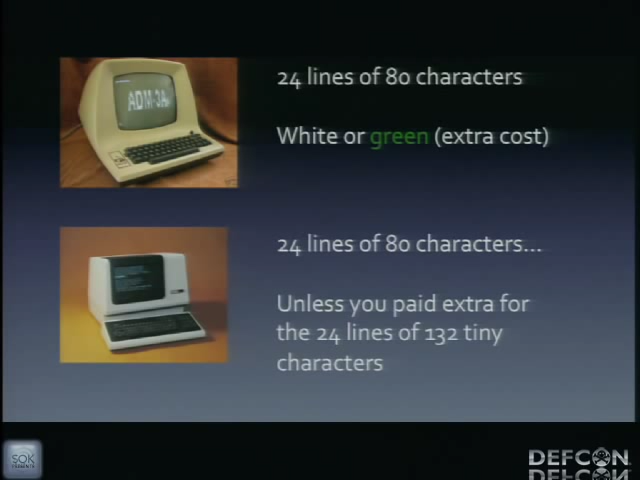 ADM-3A
24 lines of 80 characters
White or green (extra cost)
24 lines of 80 characters...
Unless you paid extra for
the 24 lines of 132 tiny
characters
SOK
DEFCON